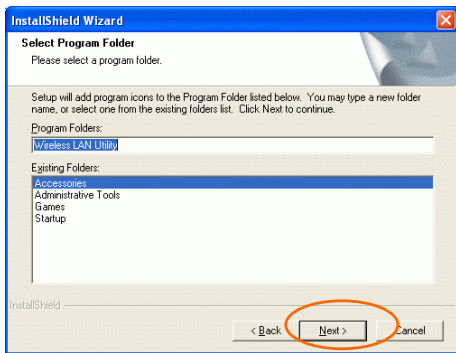 InstallShield Wizard
Select Program Folder
Please select a program folder.
Setup will add program icons to the Program Folder listed below. You may type a new folder
name, or select one from the existing folders list. Click Next to continue.
Program Folders:
Wireless LAN Utility
Existing Folders:
Accessories
Administrative Tools
Games
Startup
InstallShield
< Back
Next >
Cancel